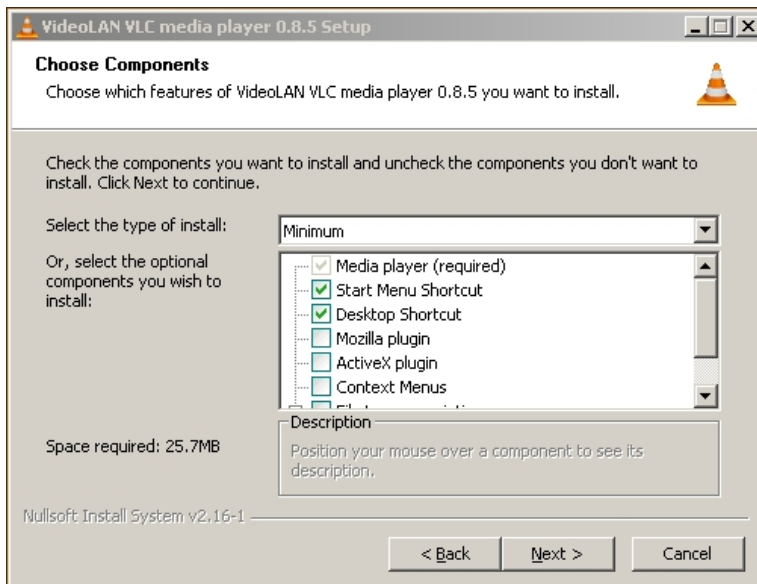 VideoLAN VLC media player 0.8.5 Setup
Choose Components
Choose which features of VideoLAN VLC media player 0.8.5 you want to install.
Check the components you want to install and uncheck the components you don't want to
install. Click Next to continue.
Select the type of install:
Minimum
Or, select the optional
components you wish to
install:
Media player (required)
Start Menu Shortcut
Desktop Shortcut
Mozilla plugin
ActiveX plugin
Context Menus
Space required: 25.7MB
Description
Position your mouse over a component to see its
description.
Nullsoft Install System v2.16-1
< Back
Next >
Cancel